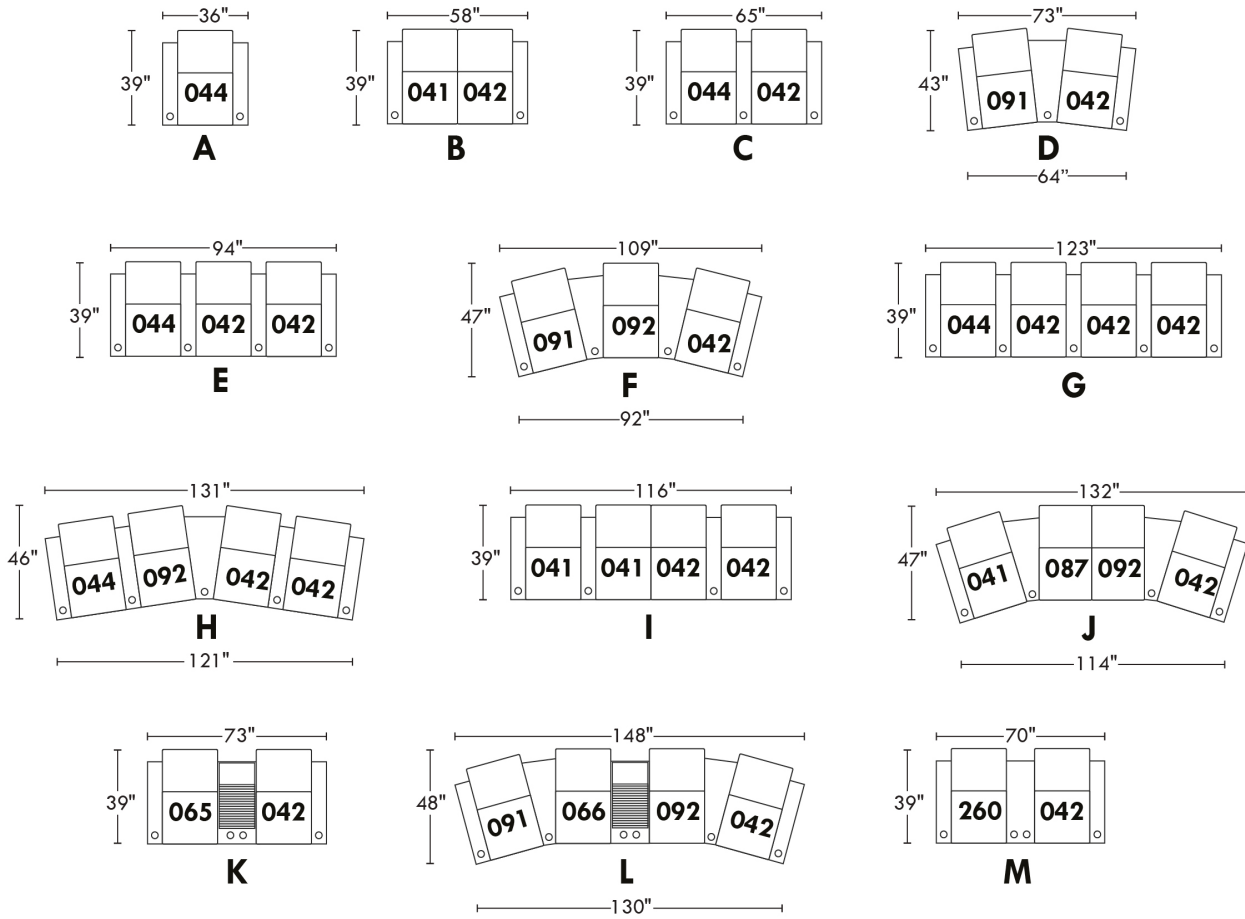 36" 58" 65" 73"
39" 044 39" 041 042 39" 044 042 43" 091 042
A B C D
64”
94" 109" 123"
39" 044 042 042 47" 091 092 042 39" 044 042 042 042
E F G
92"
131" 116" 132"
46" 044 092 042 042 39" 041 041 042 042 47" 041 087 092 042
H I J
121" 114"
73" 148" 70"
39" 065 042 48" 091 066 092 042 39" 260 042
K L M
130"